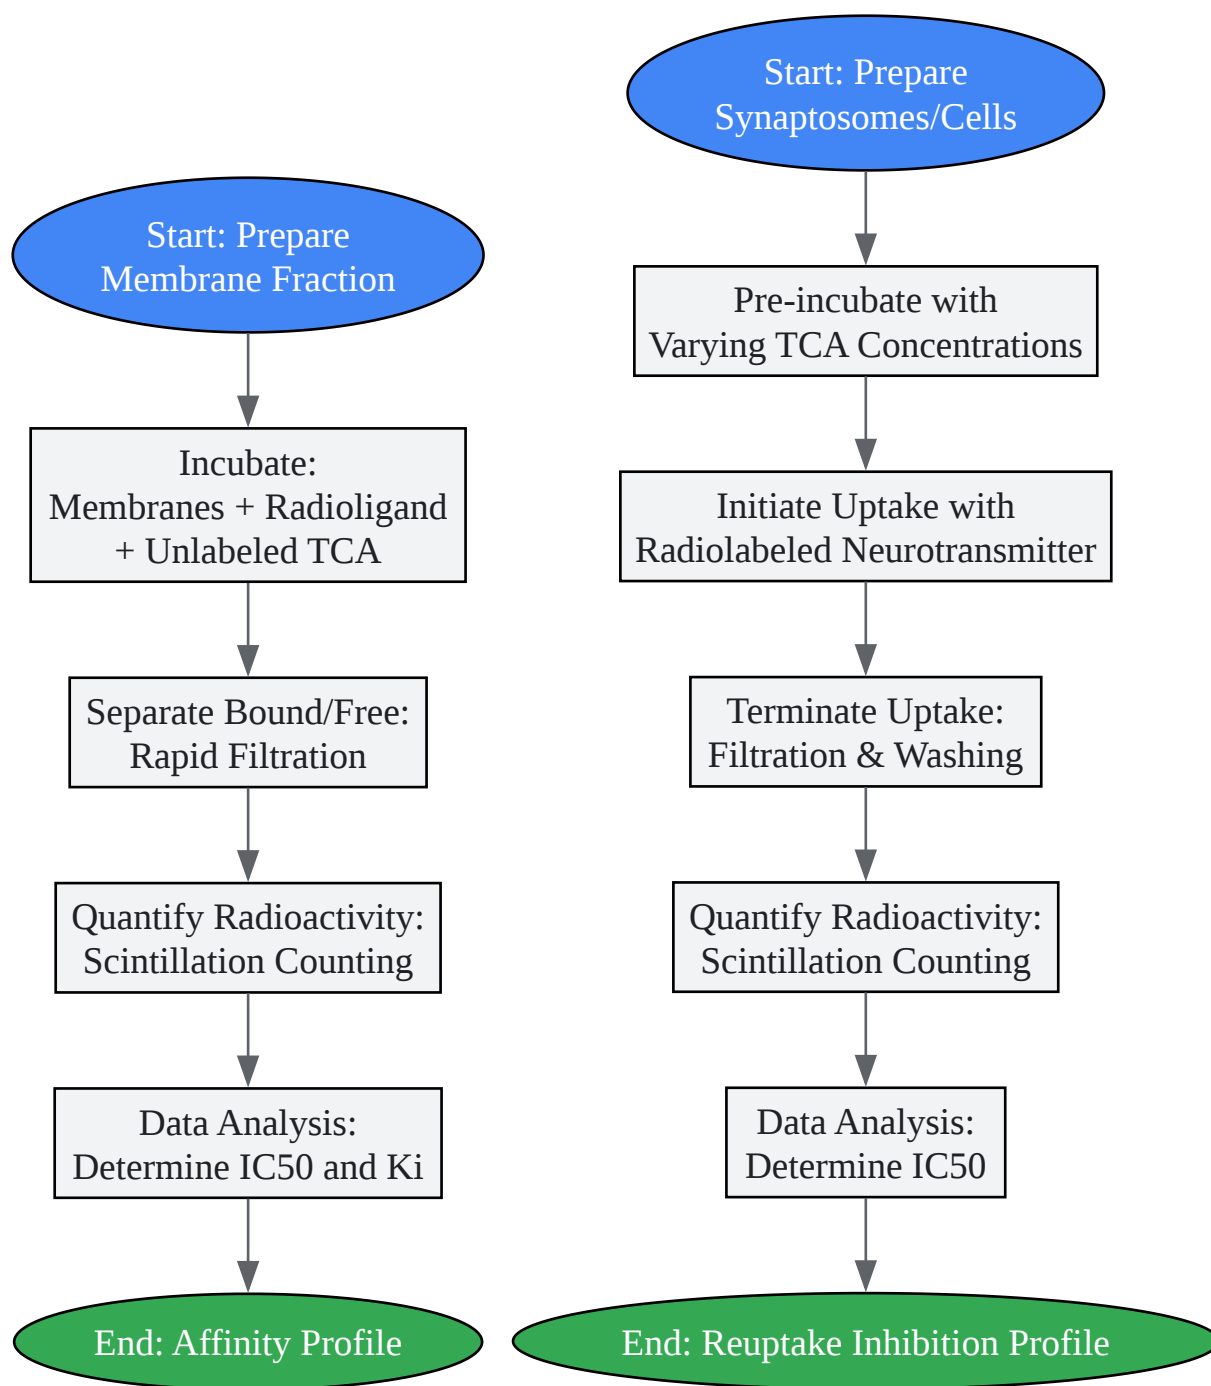 Start: Prepare
Membrane Fraction
Incubate:
Membranes + Radioligand
+ Unlabeled TCA
Separate Bound/Free:
Rapid Filtration
Quantify Radioactivity:
Scintillation Counting
Data Analysis:
Determine IC50 and Ki
End: Affinity Profile
Start: Prepare
Synaptosomes/Cells
Pre-incubate with
Varying TCA Concentrations
Initiate Uptake with
Radiolabeled Neurotransmitter
Terminate Uptake:
Filtration & Washing
Quantify Radioactivity:
Scintillation Counting
Data Analysis:
Determine IC50
End: Reuptake Inhibition Profile